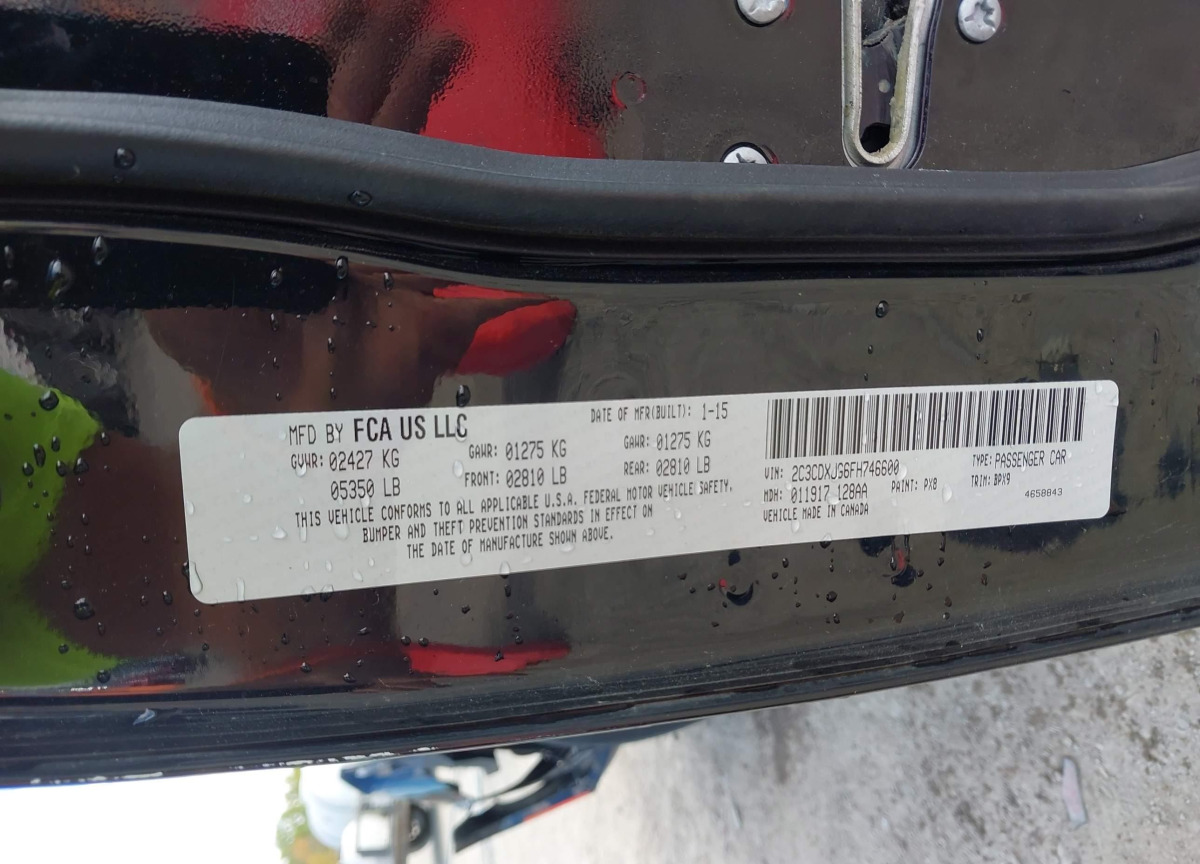 MFD BY FCA US LLC
DATE OF MFR(BUILT): 1-15
GVWR: 02427 KG
GAWR: 01275 KG
GAWR: 01275 KG
05350 LB
FRONT: 02810 LB
REAR: 02810 LB
THIS VEHICLE CONFORMS TO ALL APPLICABLE U.S.A. FEDERAL MOTOR VEHICLE SAFETY,
BUMPER AND THEFT PREVENTION STANDARDS IN EFFECT ON
THE DATE OF MANUFACTURE SHOWN ABOVE.
VIN: 2C3CDXJG6FH746600
TYPE: PASSENGER CAR
MDH: 011917 128AA
PAINT: PX8
TRIM: BPX9
VEHICLE MADE IN CANADA
4658843